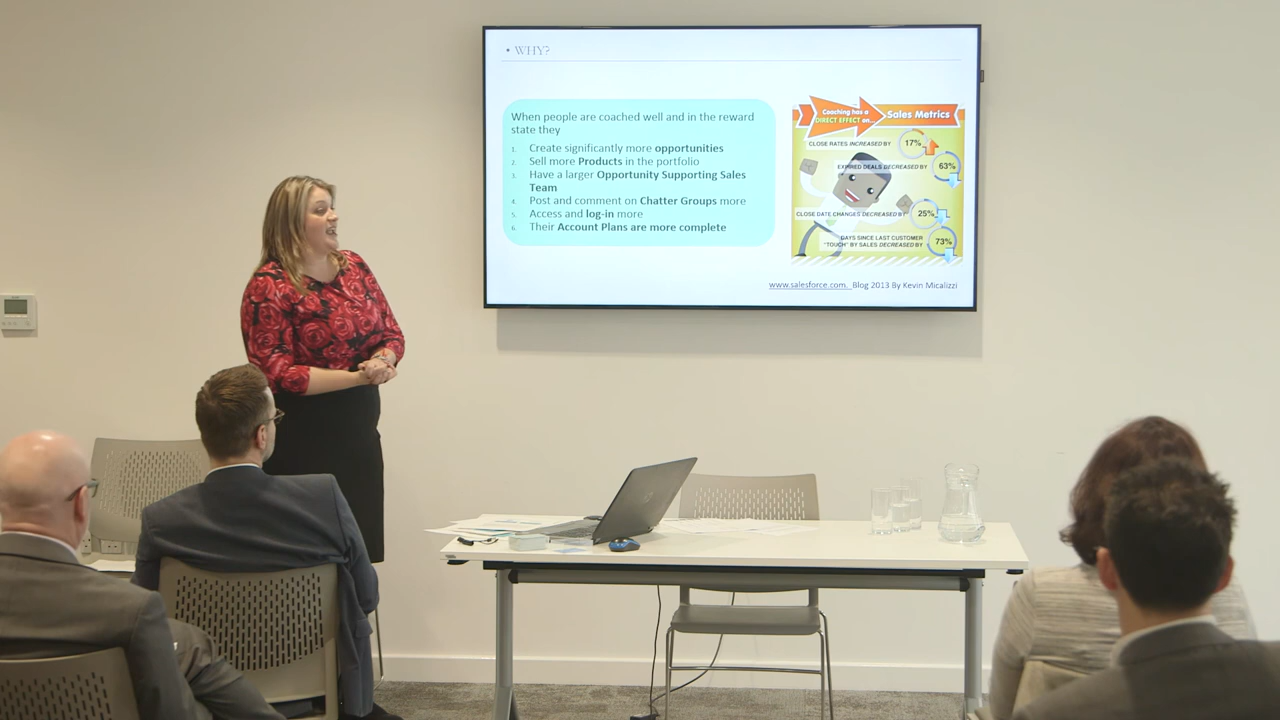 • WHY?
When people are coached well and in the reward
state they
1. Create significantly more opportunities
2. Sell more Products in the portfolio
3. Have a larger Opportunity Supporting Sales
Team
4. Post and comment on Chatter Groups more
5. Access and log-in more
6. Their Account Plans are more complete
Coaching has a
DIRECT EFFECT on...
Sales Metrics
CLOSE RATES INCREASED BY
17%
EXPIRED DEALS DECREASED BY
63%
CLOSE DATE CHANGES DECREASED BY
25%
DAYS SINCE LAST CUSTOMER
"TOUCH" BY SALES DECREASED BY
73%
www.salesforce.com. Blog 2013 By Kevin Micalizzi